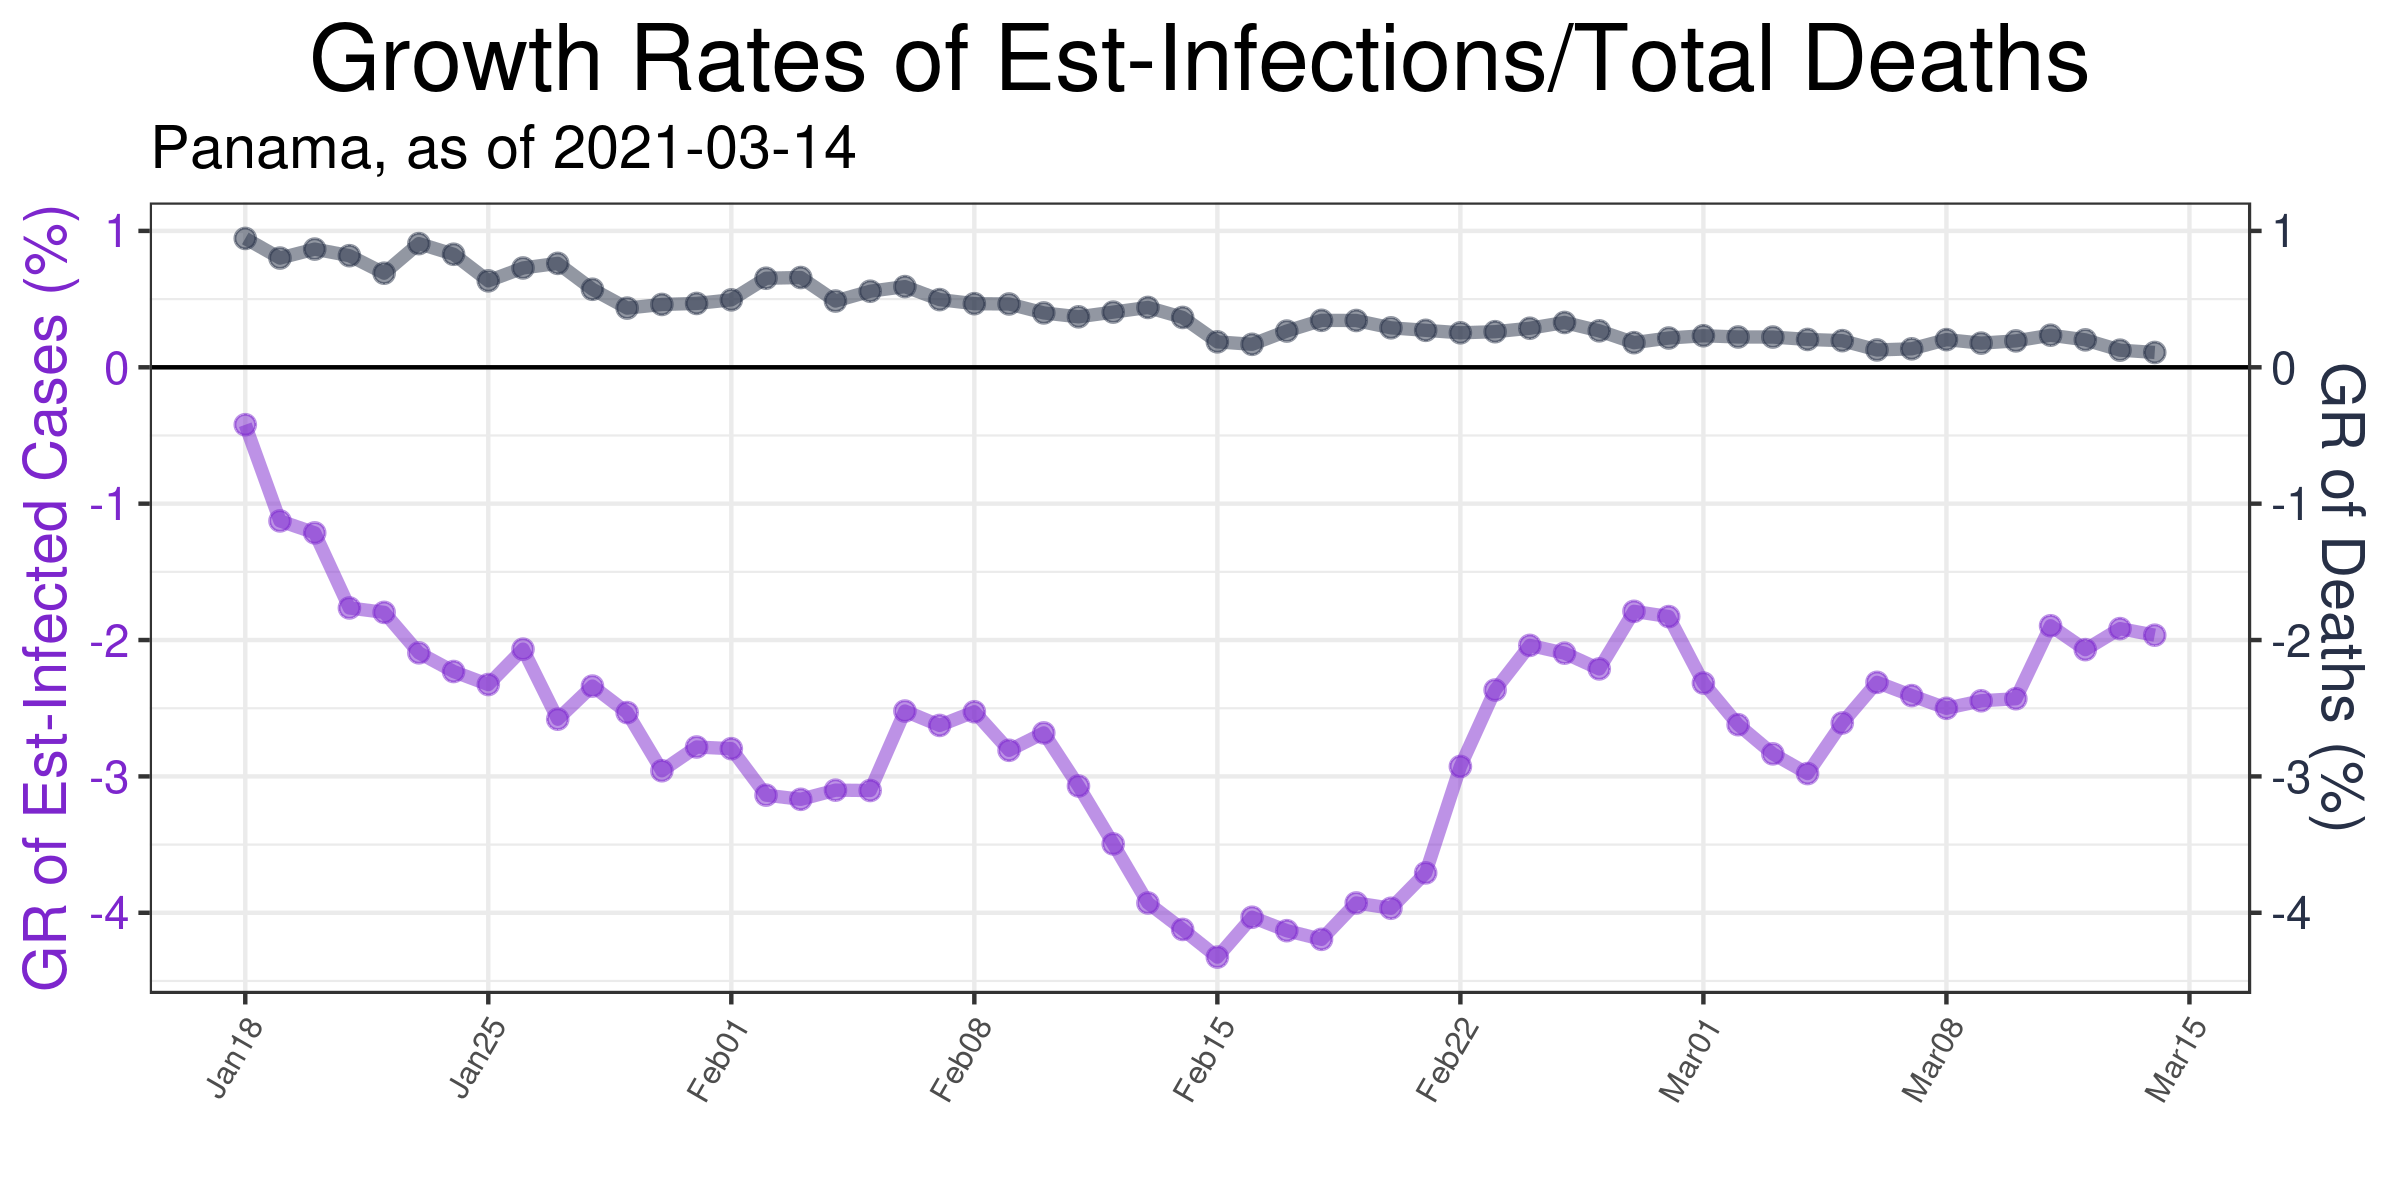 Growth Rates of Est-Infections/Total Deaths
Panama, as of 2021-03-14
GR of Est-Infected Cases (%)
1
0
-1
-2
-3
-4
1
0
-1
-2
-3
-4
GR of Deaths (%)
Jan18
Jan25
Feb01
Feb08
Feb15
Feb22
Mar01
Mar08
Mar15